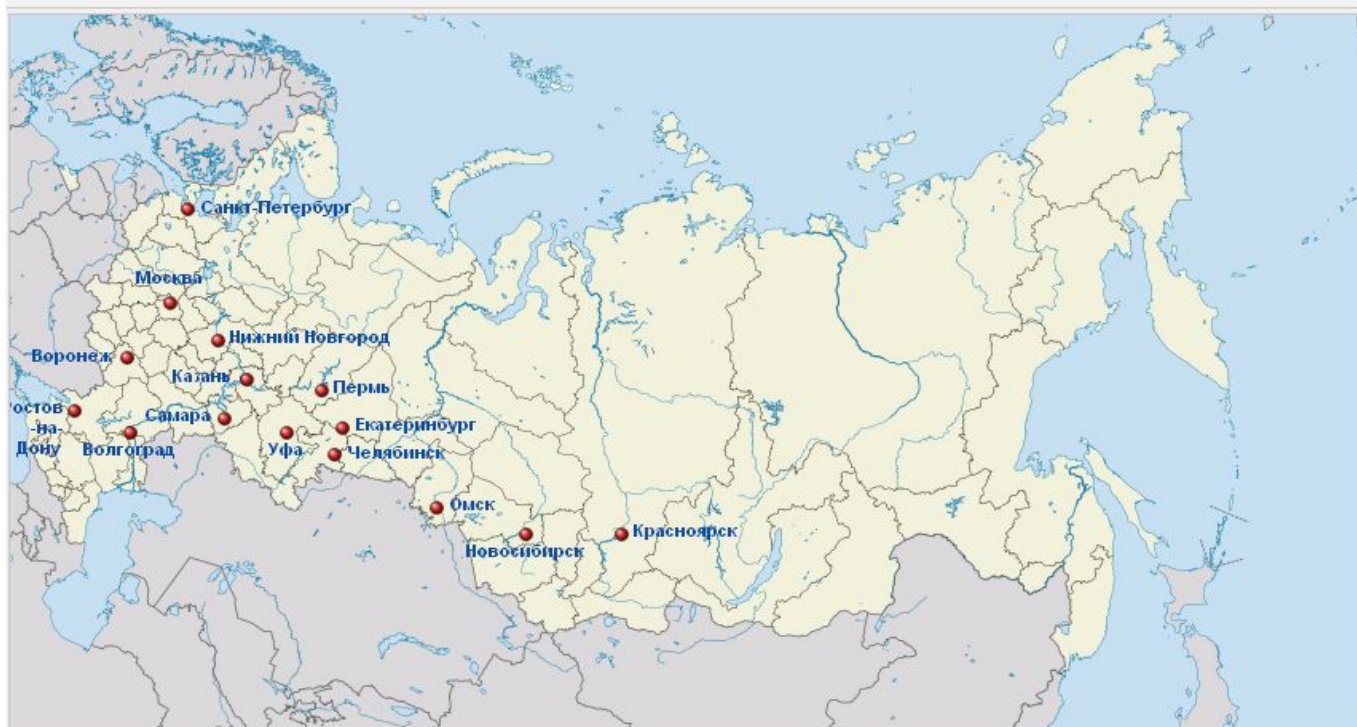 Санкт-Петербург
Москва
Нижний Новгород
Воронеж
Казань
Пермь
остов
-на-
Дону
Самара
Екатеринбург
Волгоград
Уфа
Челябинск
Омск
Новосибирск
Красноярск